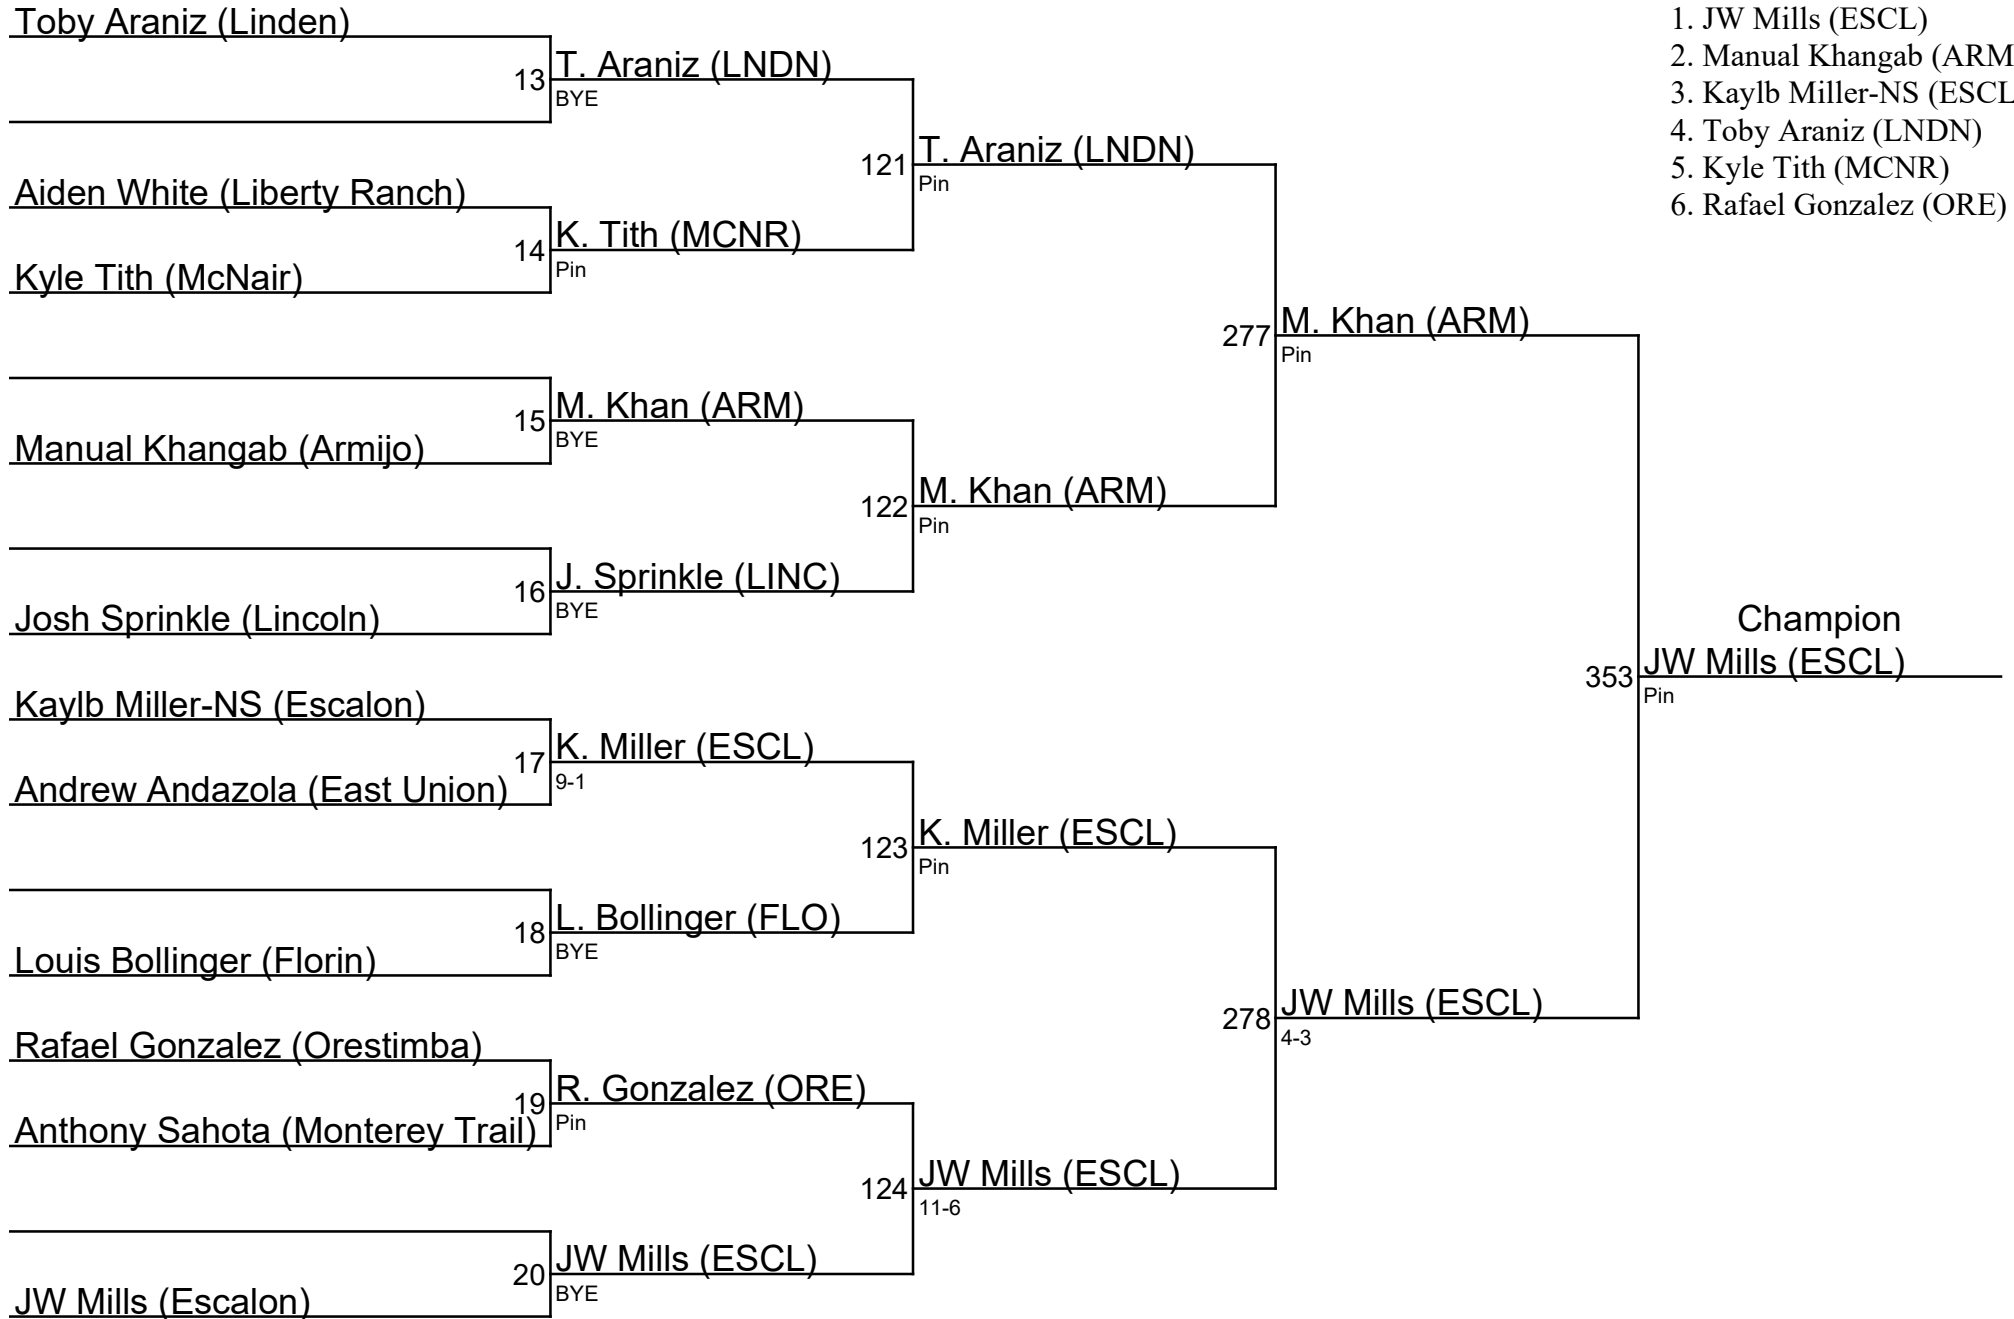 Toby Araniz (Linden)
13
T. Araniz (LNDN)
BYE
121
T. Araniz (LNDN)
Pin
Aiden White (Liberty Ranch)
14
K. Tith (MCNR)
Pin
Kyle Tith (McNair)
277
M. Khan (ARM)
Pin
15
M. Khan (ARM)
BYE
Manual Khangab (Armijo)
122
M. Khan (ARM)
Pin
16
J. Sprinkle (LINC)
BYE
Josh Sprinkle (Lincoln)
Champion
353
JW Mills (ESCL)
Pin
Kaylb Miller-NS (Escalon)
17
K. Miller (ESCL)
9-1
Andrew Andazola (East Union)
123
K. Miller (ESCL)
Pin
18
L. Bollinger (FLO)
BYE
Louis Bollinger (Florin)
278
JW Mills (ESCL)
4-3
Rafael Gonzalez (Orestimba)
19
R. Gonzalez (ORE)
Pin
Anthony Sahota (Monterey Trail)
124
JW Mills (ESCL)
11-6
20
JW Mills (ESCL)
BYE
JW Mills (Escalon)
1. JW Mills (ESCL)
2. Manual Khangab (ARM
3. Kaylb Miller-NS (ESCL
4. Toby Araniz (LNDN)
5. Kyle Tith (MCNR)
6. Rafael Gonzalez (ORE)